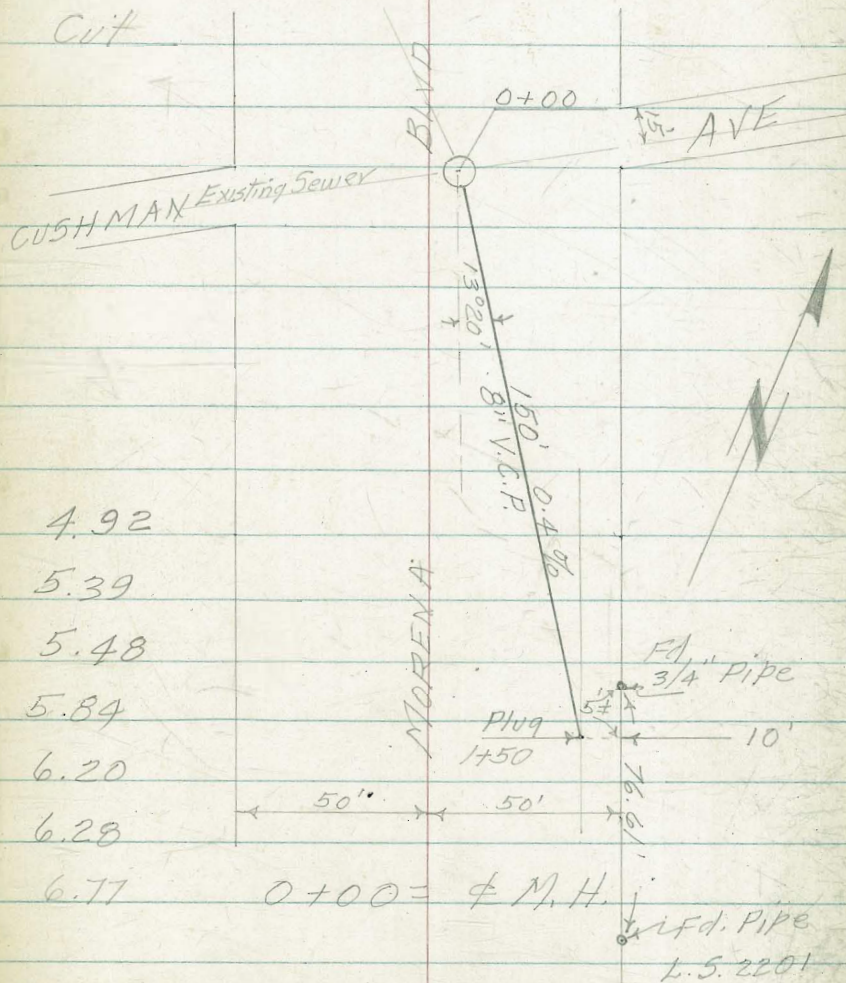 Cut
BLVD
0+00
15'
AVE
CUSHMAN
Existing Sewer
13°20'
150' 0.4%
8" V.C.P.
4.92
5.39
5.48
5.84
6.20
6.28
6.77
MORENA
Fd.
3/4" Pipe
5'±
Plug
1+50
10'
76.61'
50'
50'
0+00 = ¢ M.H.
Fd. Pipe
L.S. 2201
N